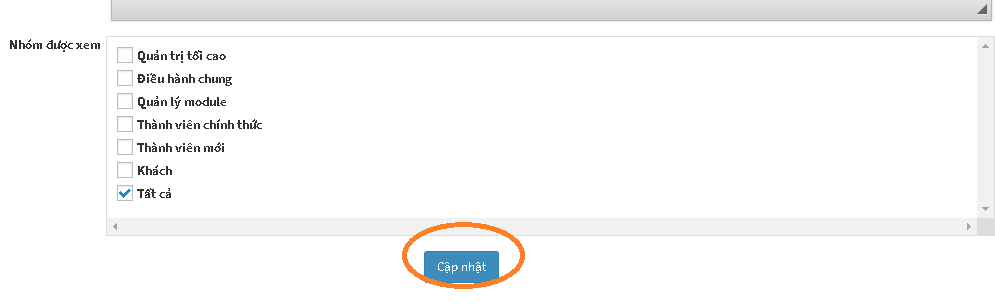 Nhóm được xem
Quản trị tối cao
Điều hành chung
Quản lý module
Thành viên chính thức
Thành viên mới
Khách
Tất cả
Cập nhật